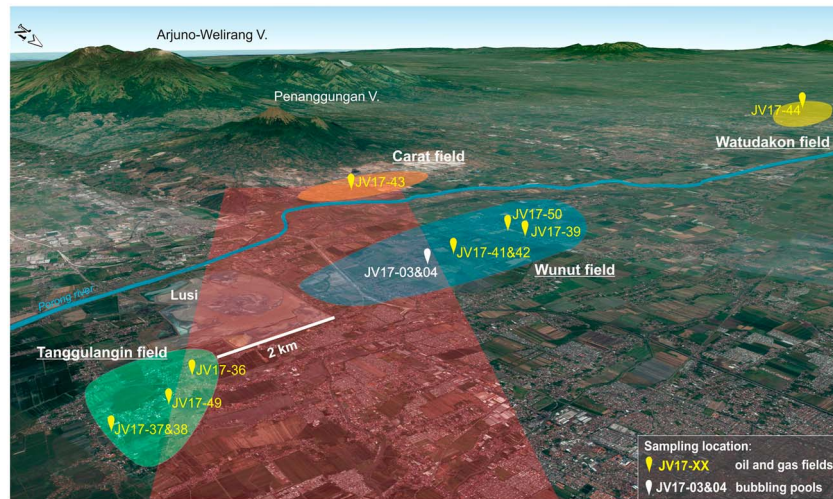 N
Arjuno-Welirang V.
Penanggungan V.
JV17-44
Watudakon field
Carat field
JV17-43
JV17-50
JV17-39
JV17-41&42
JV17-03&04
Wunut field
Porong river
Lusi
2 km
Tanggulangin field
JV17-36
JV17-49
JV17-37&38
Sampling location:
JV17-XX oil and gas fields
JV17-03&04 bubbling pools